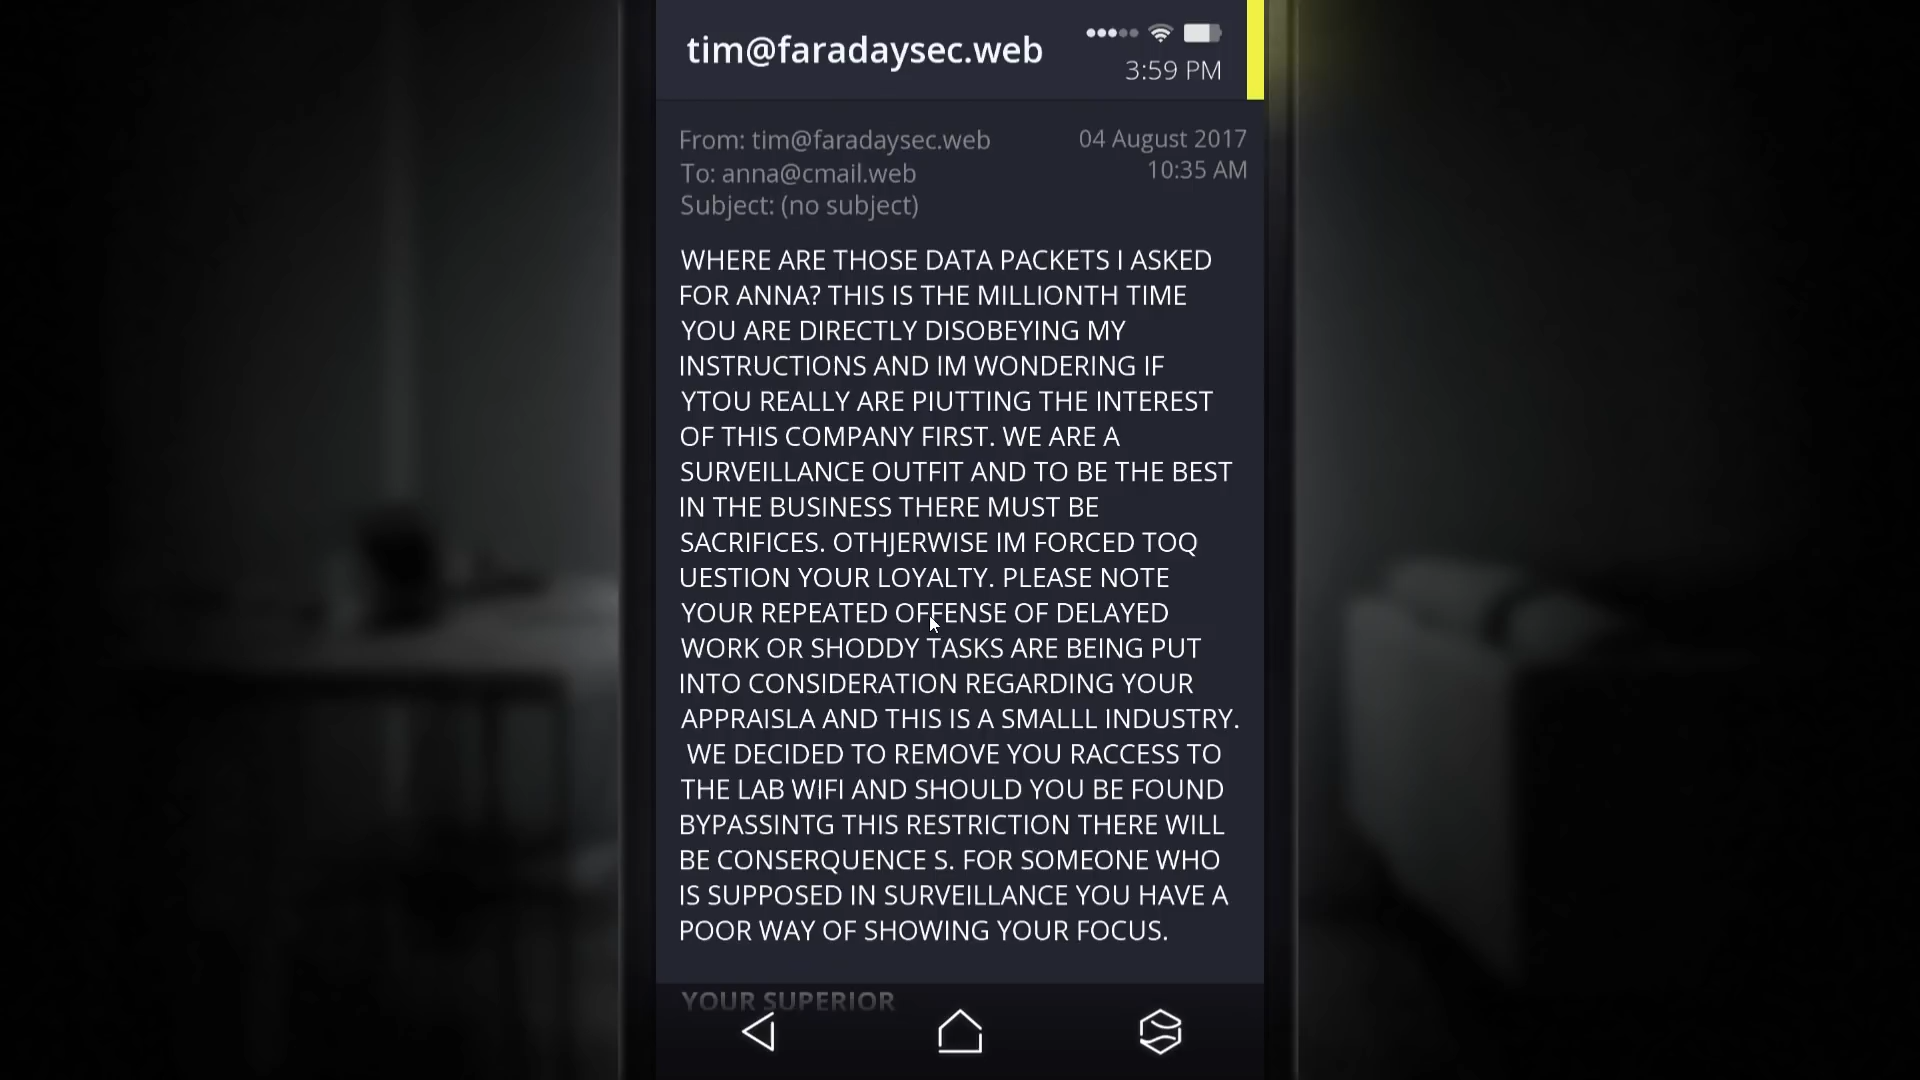 tim@faradaysec.web
3:59 PM
From: tim@faradaysec.web
04 August 2017
To: anna@cmail.web
10:35 AM
Subject: (no subject)
WHERE ARE THOSE DATA PACKETS I ASKED
FOR ANNA? THIS IS THE MILLIONTH TIME
YOU ARE DIRECTLY DISOBEYING MY
INSTRUCTIONS AND IM WONDERING IF
YTOU REALLY ARE PIUTTING THE INTEREST
OF THIS COMPANY FIRST. WE ARE A
SURVEILLANCE OUTFIT AND TO BE THE BEST
IN THE BUSINESS THERE MUST BE
SACRIFICES. OTHJERWISE IM FORCED TOQ
UESTION YOUR LOYALTY. PLEASE NOTE
YOUR REPEATED OFFENSE OF DELAYED
WORK OR SHODDY TASKS ARE BEING PUT
INTO CONSIDERATION REGARDING YOUR
APPRAISLA AND THIS IS A SMALLL INDUSTRY.
WE DECIDED TO REMOVE YOU RACCESS TO
THE LAB WIFI AND SHOULD YOU BE FOUND
BYPASSINTG THIS RESTRICTION THERE WILL
BE CONSERQUENCE S. FOR SOMEONE WHO
IS SUPPOSED IN SURVEILLANCE YOU HAVE A
POOR WAY OF SHOWING YOUR FOCUS.
YOUR SUPERIOR